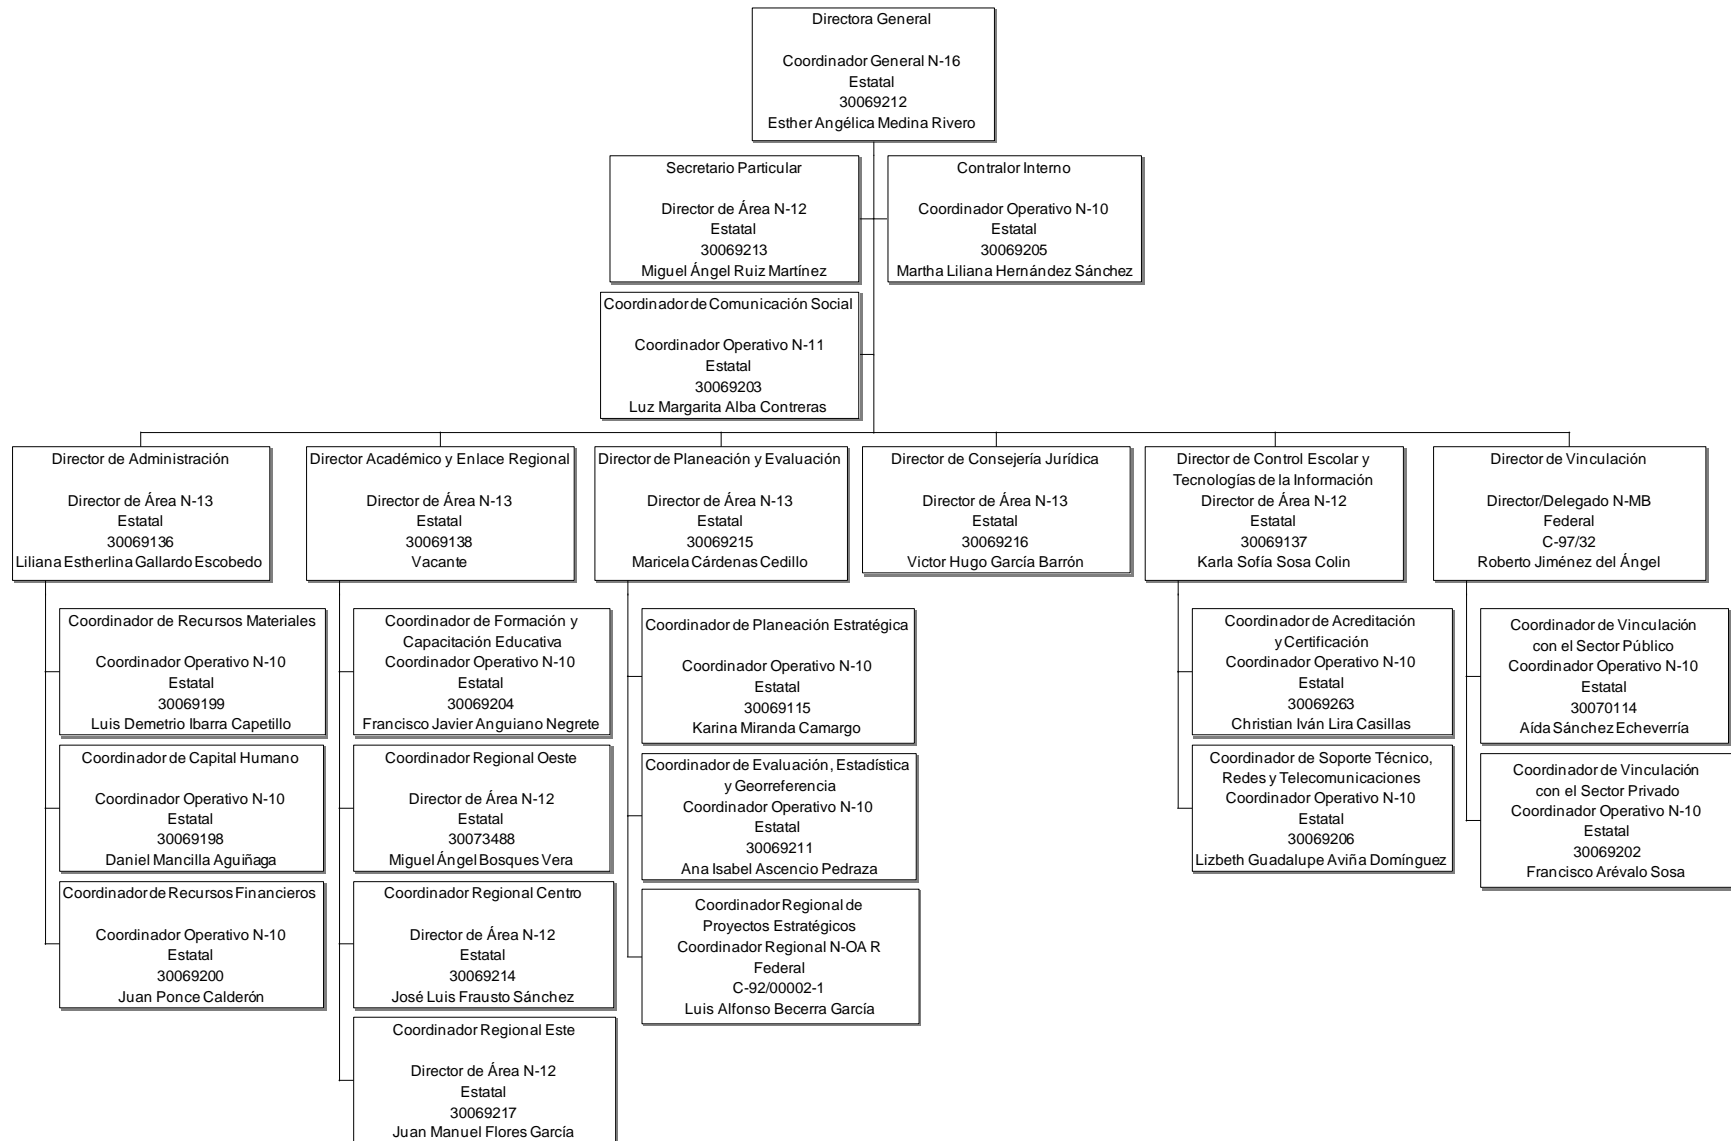 Directora General
Coordinador General N-16
Estatal
30069212
Esther Angélica Medina Rivero
Secretario Particular
Director de Área N-12
Estatal
30069213
Miguel Ángel Ruiz Martínez
Contralor Interno
Coordinador Operativo N-10
Estatal
30069205
Martha Liliana Hernández Sánchez
Coordinador de Comunicación Social
Coordinador Operativo N-11
Estatal
30069203
Luz Margarita Alba Contreras
Director de Administración
Director de Área N-13
Estatal
30069136
Liliana Estherlina Gallardo Escobedo
Director Académico y Enlace Regional
Director de Área N-13
Estatal
30069138
Vacante
Director de Planeación y Evaluación
Director de Área N-13
Estatal
30069215
Maricela Cárdenas Cedillo
Director de Consejería Jurídica
Director de Área N-13
Estatal
30069216
Victor Hugo García Barrón
Director de Control Escolar y
Tecnologías de la Información
Director de Área N-12
Estatal
30069137
Karla Sofía Sosa Colin
Director de Vinculación
Director/Delegado N-MB
Federal
C-97/32
Roberto Jiménez del Ángel
Coordinador de Recursos Materiales
Coordinador Operativo N-10
Estatal
30069199
Luis Demetrio Ibarra Capetillo
Coordinador de Capital Humano
Coordinador Operativo N-10
Estatal
30069198
Daniel Mancilla Aguiñaga
Coordinador de Recursos Financieros
Coordinador Operativo N-10
Estatal
30069200
Juan Ponce Calderón
Coordinador de Formación y
Capacitación Educativa
Coordinador Operativo N-10
Estatal
30069204
Francisco Javier Anguiano Negrete
Coordinador Regional Oeste
Director de Área N-12
Estatal
30073488
Miguel Ángel Bosques Vera
Coordinador Regional Centro
Director de Área N-12
Estatal
30069214
José Luis Frausto Sánchez
Coordinador Regional Este
Director de Área N-12
Estatal
30069217
Juan Manuel Flores García
Coordinador de Planeación Estratégica
Coordinador Operativo N-10
Estatal
30069115
Karina Miranda Camargo
Coordinador de Evaluación, Estadística
y Georreferencia
Coordinador Operativo N-10
Estatal
30069211
Ana Isabel Ascencio Pedraza
Coordinador Regional de
Proyectos Estratégicos
Coordinador Regional N-OA R
Federal
C-92/00002-1
Luis Alfonso Becerra García
Coordinador de Acreditación
y Certificación
Coordinador Operativo N-10
Estatal
30069263
Christian Iván Lira Casillas
Coordinador de Soporte Técnico,
Redes y Telecomunicaciones
Coordinador Operativo N-10
Estatal
30069206
Lizbeth Guadalupe Aviña Domínguez
Coordinador de Vinculación
con el Sector Público
Coordinador Operativo N-10
Estatal
30070114
Aída Sánchez Echeverría
Coordinador de Vinculación
con el Sector Privado
Coordinador Operativo N-10
Estatal
30069202
Francisco Arévalo Sosa